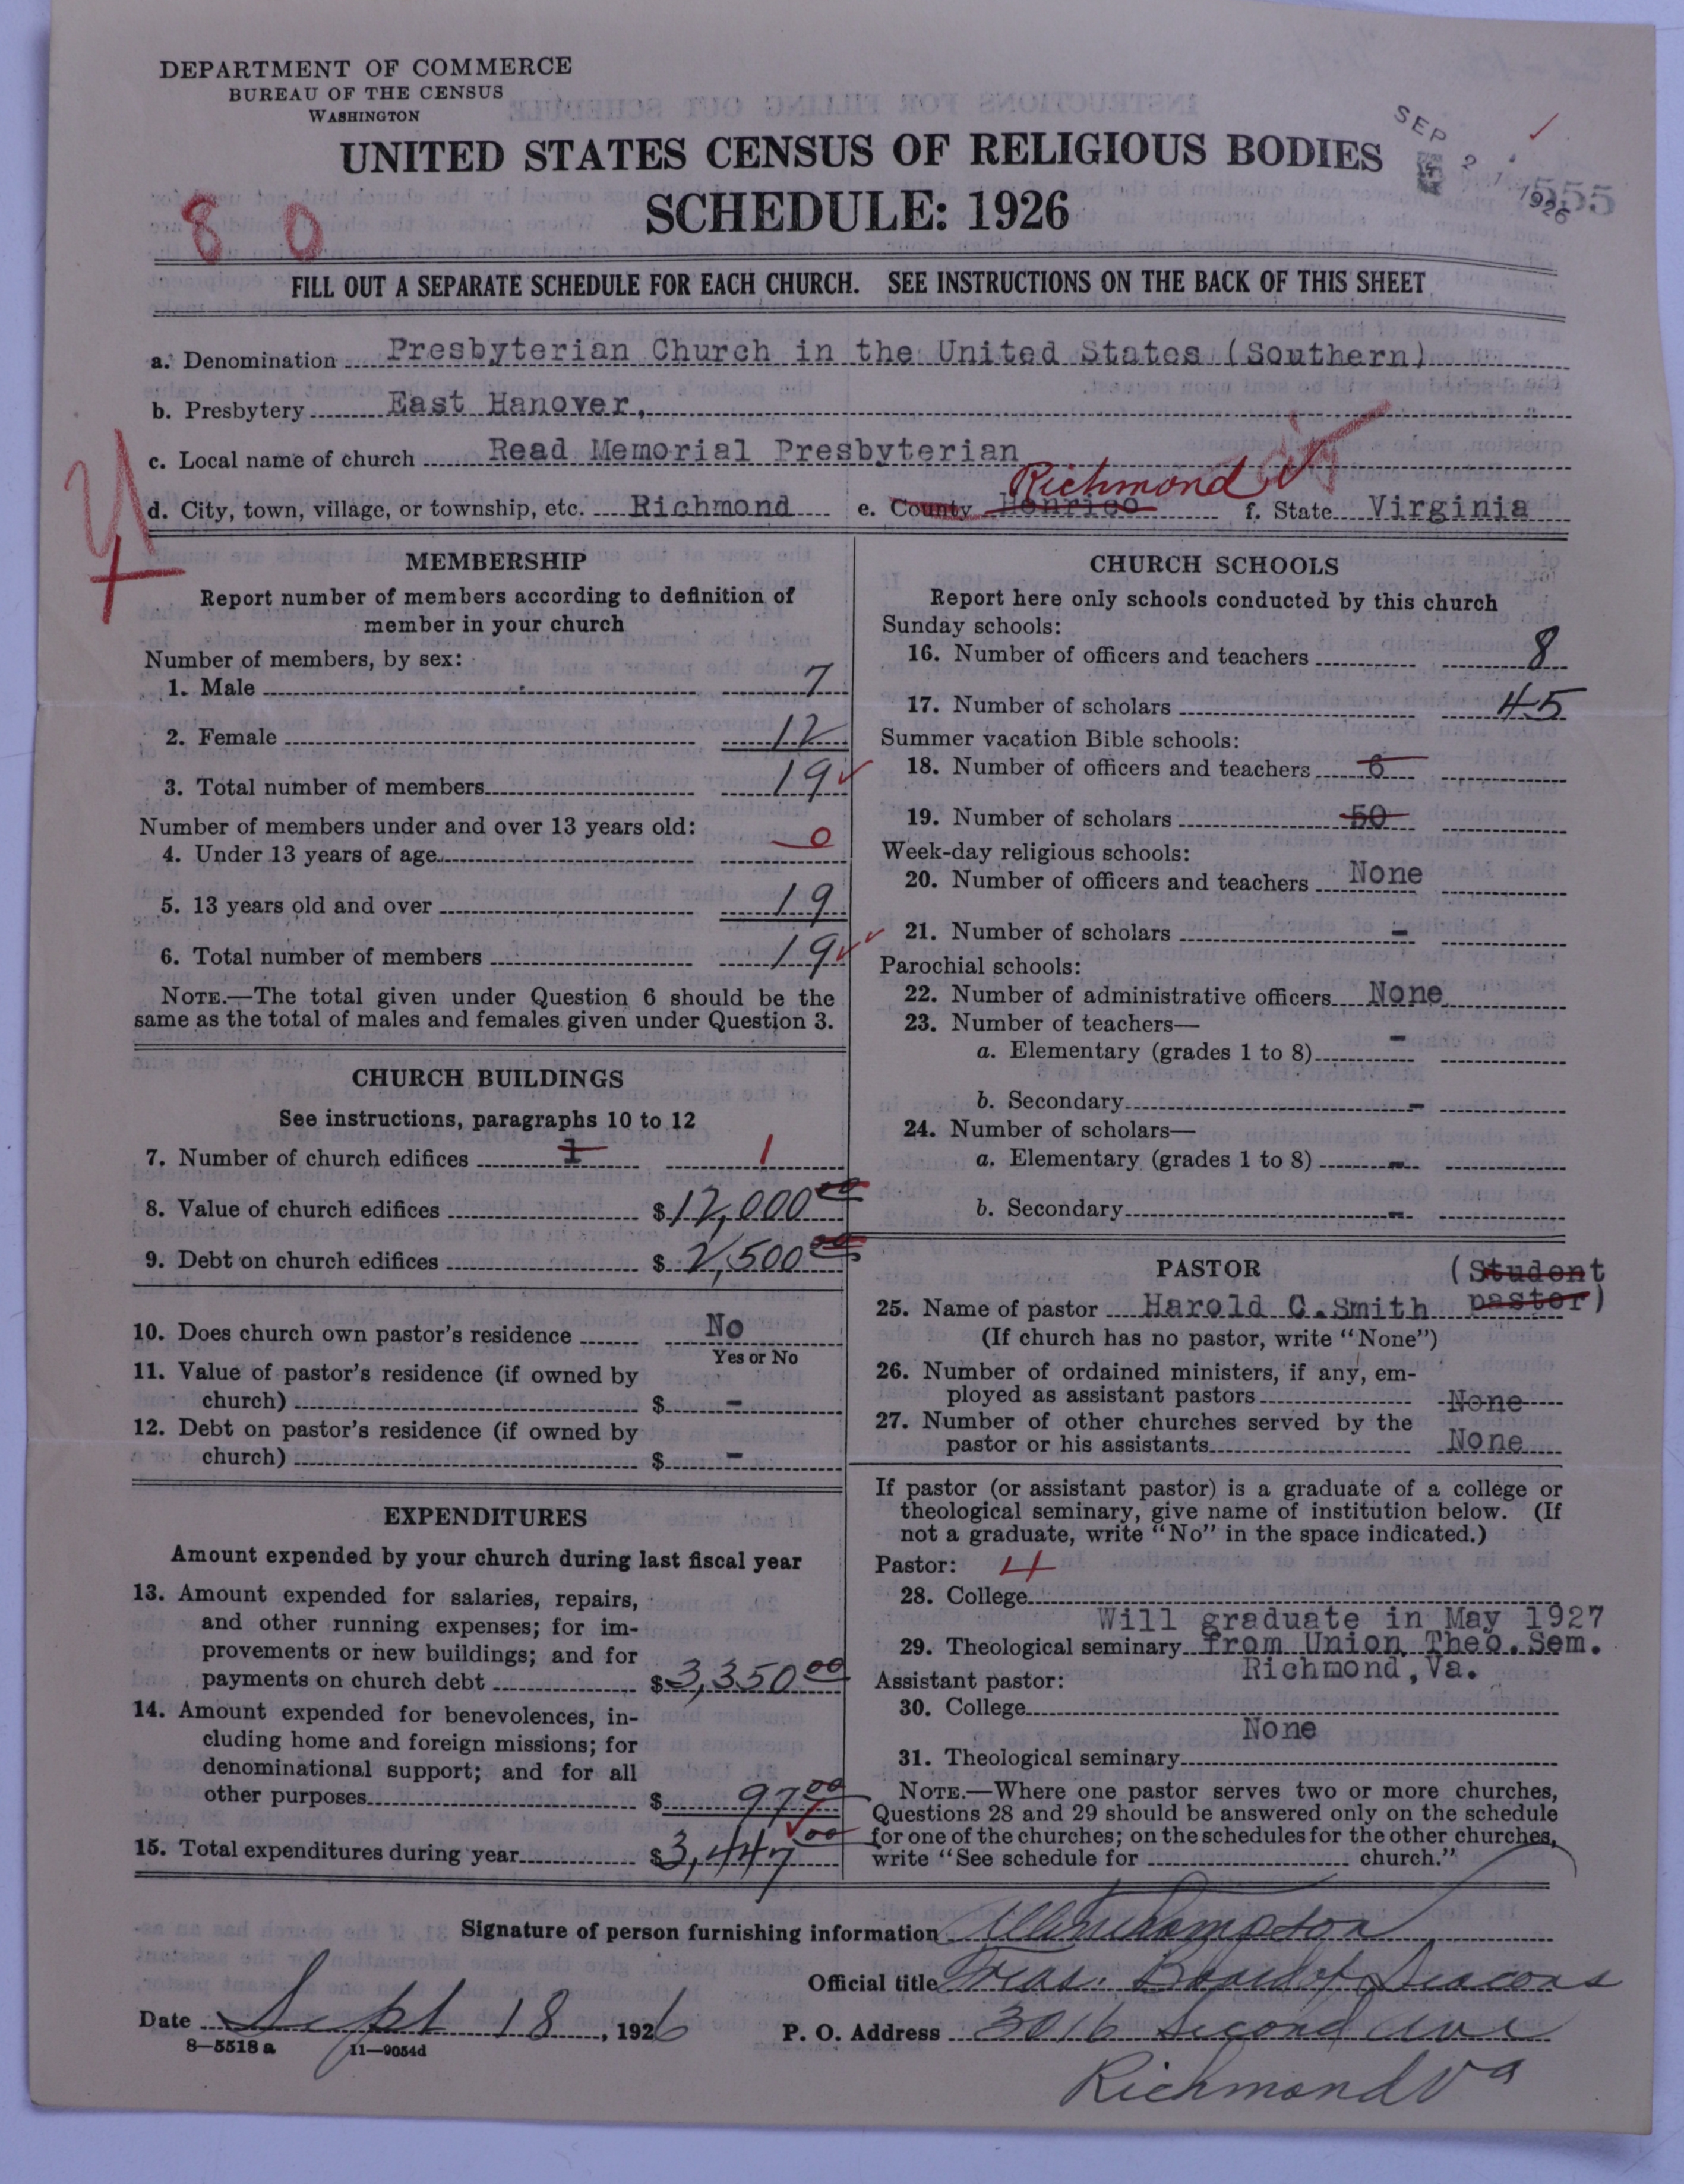 DEPARTMENT OF COMMERCE
BUREAU OF THE CENSUS
WASHINGTON
UNITED STATES CENSUS OF RELIGIOUS BODIES
SCHEDULE: 1926
SEP 21 1926
555
8 0
FILL OUT A SEPARATE SCHEDULE FOR EACH CHURCH. SEE INSTRUCTIONS ON THE BACK OF THIS SHEET
a. Denomination Presbyterian Church in the United States (Southern)
b. Presbytery East Hanover,
c. Local name of church Read Memorial Presbyterian
Richmond City
d. City, town, village, or township, etc. Richmond e. County Henrico f. State Virginia
MEMBERSHIP
Report number of members according to definition of
member in your church
Number of members, by sex:
1. Male 7
2. Female 12
3. Total number of members 19
Number of members under and over 13 years old:
4. Under 13 years of age 0
5. 13 years old and over 19
6. Total number of members 19
NOTE.—The total given under Question 6 should be the
same as the total of males and females given under Question 3.
CHURCH BUILDINGS
See instructions, paragraphs 10 to 12
7. Number of church edifices 1 1
8. Value of church edifices $12,000 00
9. Debt on church edifices $2,500 00
10. Does church own pastor's residence No
Yes or No
11. Value of pastor's residence (if owned by
church) $ -
12. Debt on pastor's residence (if owned by
church) $ -
EXPENDITURES
Amount expended by your church during last fiscal year
13. Amount expended for salaries, repairs,
and other running expenses; for im-
provements or new buildings; and for
payments on church debt $3,350 00
14. Amount expended for benevolences, in-
cluding home and foreign missions; for
denominational support; and for all
other purposes $ 97 00
15. Total expenditures during year $3,447 00
CHURCH SCHOOLS
Report here only schools conducted by this church
Sunday schools:
16. Number of officers and teachers 8
17. Number of scholars 45
Summer vacation Bible schools:
18. Number of officers and teachers 6
19. Number of scholars 50
Week-day religious schools:
20. Number of officers and teachers None
21. Number of scholars -
Parochial schools:
22. Number of administrative officers None
23. Number of teachers—
a. Elementary (grades 1 to 8) -
b. Secondary -
24. Number of scholars—
a. Elementary (grades 1 to 8) -
b. Secondary -
PASTOR (Student
25. Name of pastor Harold C. Smith pastor)
(If church has no pastor, write "None")
26. Number of ordained ministers, if any, em-
ployed as assistant pastors None
27. Number of other churches served by the
pastor or his assistants None
If pastor (or assistant pastor) is a graduate of a college or
theological seminary, give name of institution below. (If
not a graduate, write "No" in the space indicated.)
Pastor: 4
28. College
Will graduate in May 1927
29. Theological seminary from Union Theo. Sem.
Richmond, Va.
Assistant pastor:
30. College
None
31. Theological seminary
NOTE.—Where one pastor serves two or more churches,
Questions 28 and 29 should be answered only on the schedule
for one of the churches; on the schedules for the other churches,
write "See schedule for church."
Signature of person furnishing information
Official title Treas. Board of Deacons
Date Sept 18, 1926 P. O. Address 3016 Second Ave
8—5518 a 11—9054d
Richmond Va